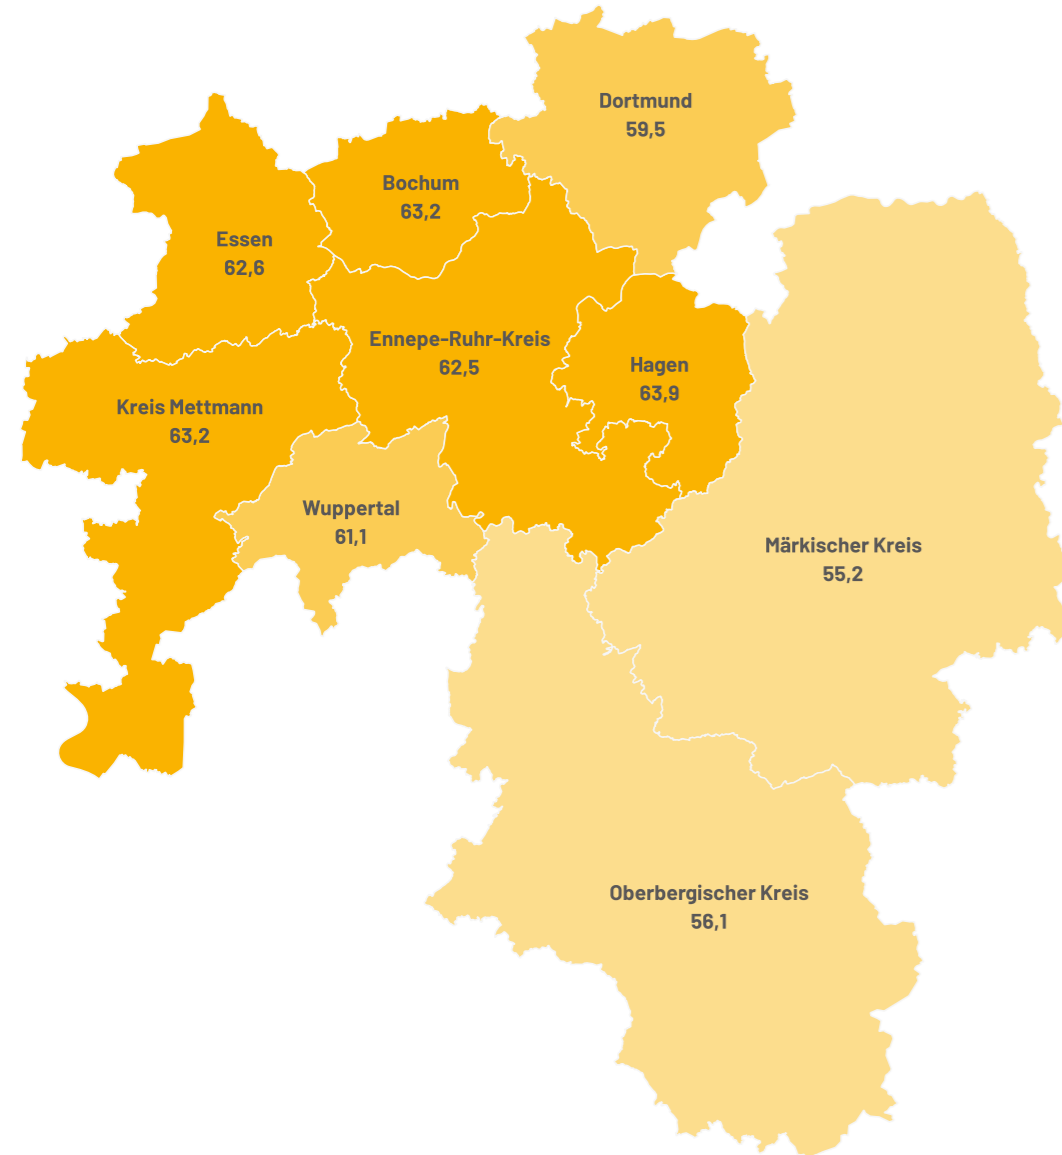 Dortmund
59,5
Bochum
63,2
Essen
62,6
Ennepe-Ruhr-Kreis
62,5
Hagen
63,9
Kreis Mettmann
63,2
Wuppertal
61,1
Märkischer Kreis
55,2
Oberbergischer Kreis
56,1